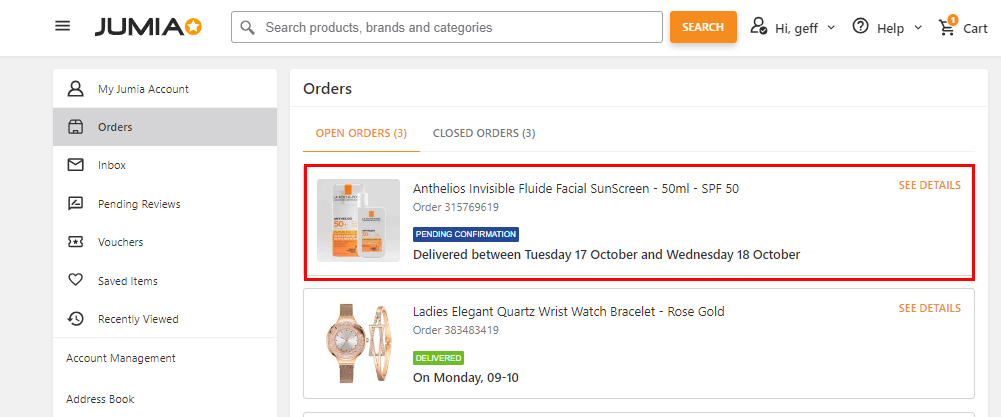 JUMIA
Search products, brands and categories
SEARCH
Hi, geff
Help
1
Cart
My Jumia Account
Orders
Inbox
Pending Reviews
Vouchers
Saved Items
Recently Viewed
Account Management
Address Book
Orders
OPEN ORDERS (3)
CLOSED ORDERS (3)
Anthelios Invisible Fluide Facial SunScreen - 50ml - SPF 50
SEE DETAILS
Order 315769619
PENDING CONFIRMATION
Delivered between Tuesday 17 October and Wednesday 18 October
50+
Ladies Elegant Quartz Wrist Watch Bracelet - Rose Gold
SEE DETAILS
Order 383483419
DELIVERED
On Monday, 09-10